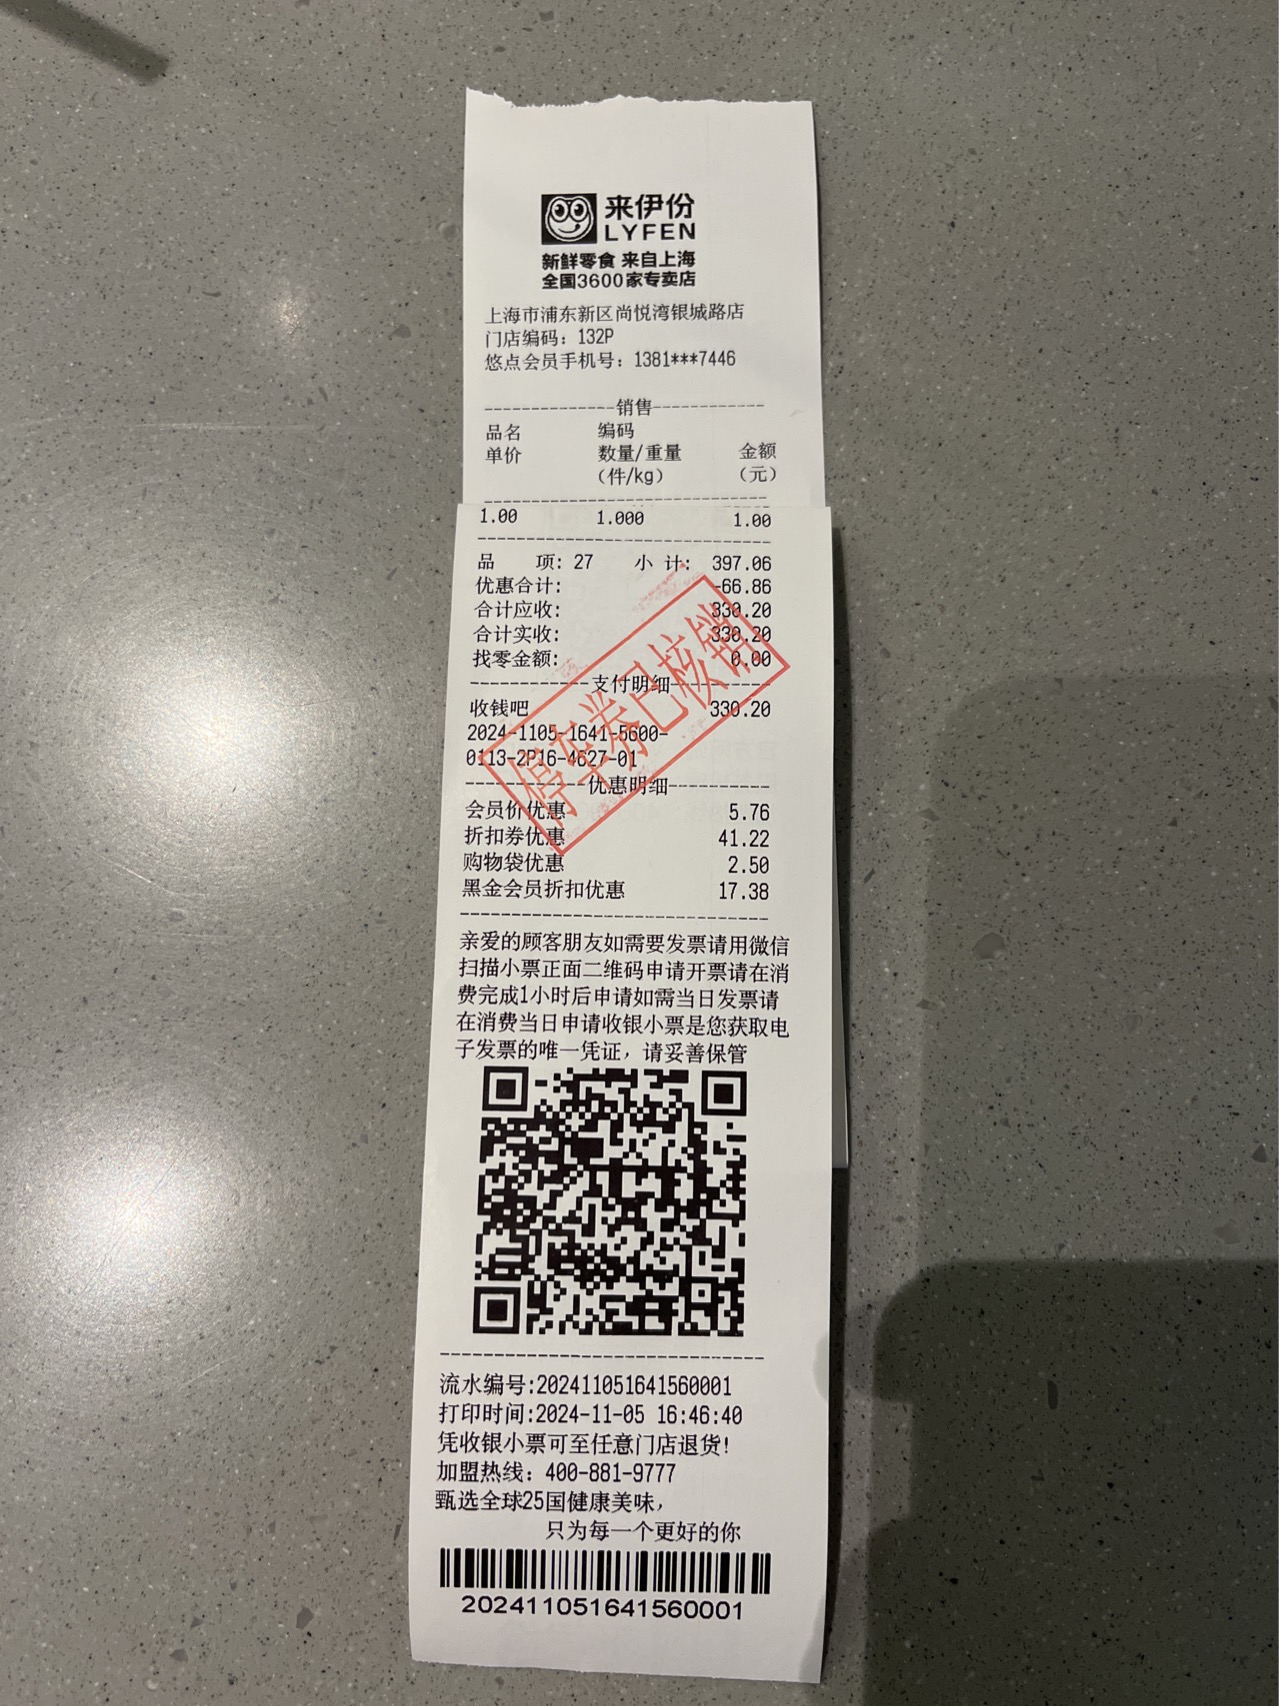 来伊份
LYFEN
新鲜零食 来自上海
全国3600家专卖店
上海市浦东新区尚悦湾银城路店
门店编码：132P
悠点会员手机号：1381***7446
--------------销售------------
品名 编码
单价 数量/重量 金额
（件/kg） （元）
1.00 1.000 1.00
品 项: 27 小 计: 397.06
优惠合计: -66.86
合计应收: 330.20
合计实收: 330.20
找零金额: 0.00
------------支付明细-----------
收钱吧 330.20
2024-1105-1641-5600-
0113-2P16-4627-01
停车券已核销
------------优惠明细-----------
会员价优惠 5.76
折扣券优惠 41.22
购物袋优惠 2.50
黑金会员折扣优惠 17.38
亲爱的顾客朋友如需要发票请用微信
扫描小票正面二维码申请开票请在消
费完成1小时后申请如需当日发票请
在消费当日申请收银小票是您获取电
子发票的唯一凭证，请妥善保管
流水编号:202411051641560001
打印时间:2024-11-05 16:46:40
凭收银小票可至任意门店退货!
加盟热线：400-881-9777
甄选全球25国健康美味，
只为每一个更好的你
202411051641560001